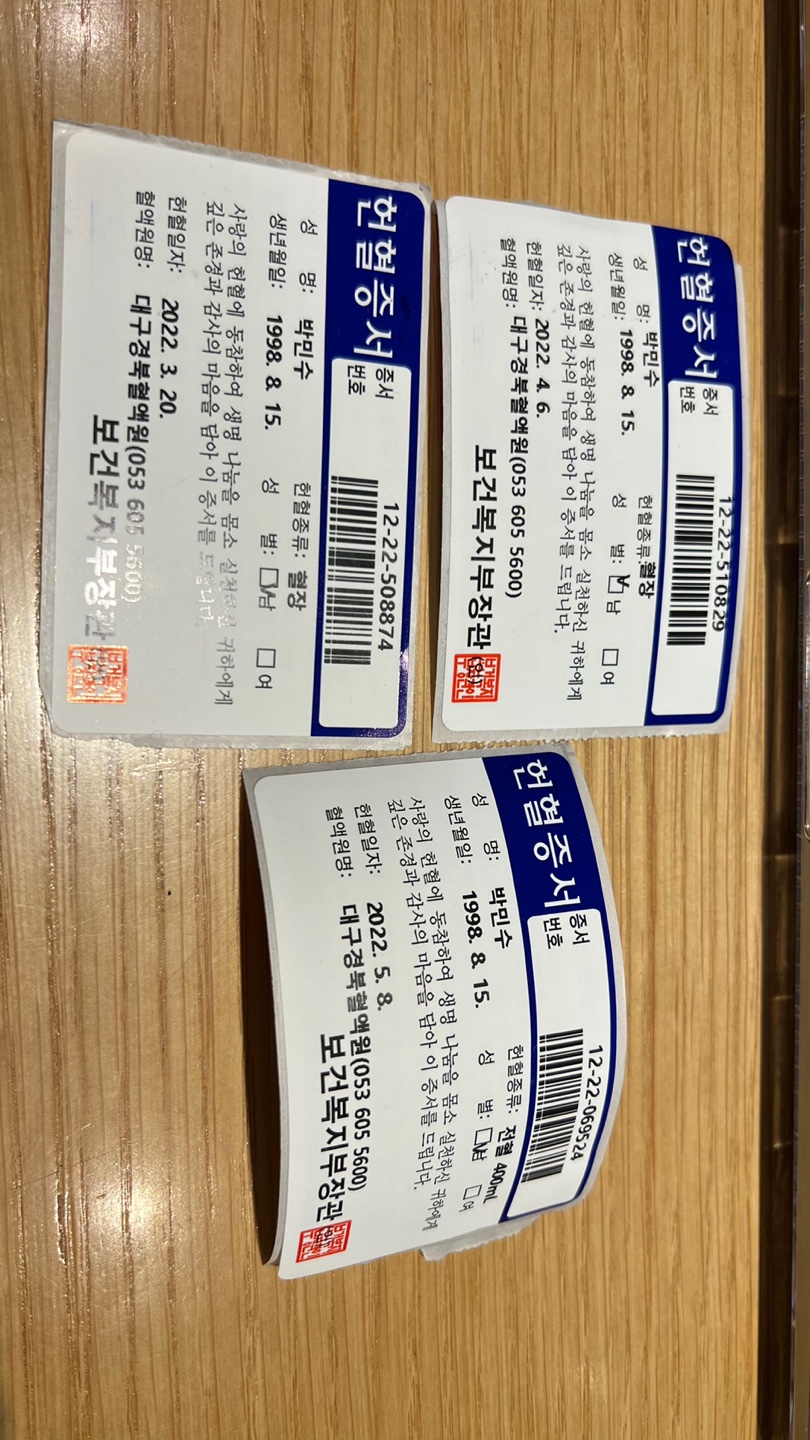 헌혈증서
증서
번호
12-22-510829
성 명: 박민수
헌혈종류: 혈장
생년월일: 1998. 8. 15.
성 별: 남 여
사랑의 헌혈에 동참하여 생명 나눔을 몸소 실천하신 귀하에게
깊은 존경과 감사의 마음을 담아 이 증서를 드립니다.
헌혈일자: 2022. 4. 6.
혈액원명: 대구경북혈액원(053 605 5600)
보건복지부장관
헌혈증서
증서
번호
12-22-508874
성 명: 박민수
헌혈종류: 혈장
생년월일: 1998. 8. 15.
성 별: 남 여
사랑의 헌혈에 동참하여 생명 나눔을 몸소 실천하신 귀하에게
깊은 존경과 감사의 마음을 담아 이 증서를 드립니다.
헌혈일자: 2022. 3. 20.
혈액원명: 대구경북혈액원(053 605 5600)
보건복지부장관
헌혈증서
증서
번호
12-22-069524
성 명: 박민수
헌혈종류: 전혈 400mL
생년월일: 1998. 8. 15.
성 별: 남 여
사랑의 헌혈에 동참하여 생명 나눔을 몸소 실천하신 귀하에게
깊은 존경과 감사의 마음을 담아 이 증서를 드립니다.
헌혈일자: 2022. 5. 8.
혈액원명: 대구경북혈액원(053 605 5600)
보건복지부장관